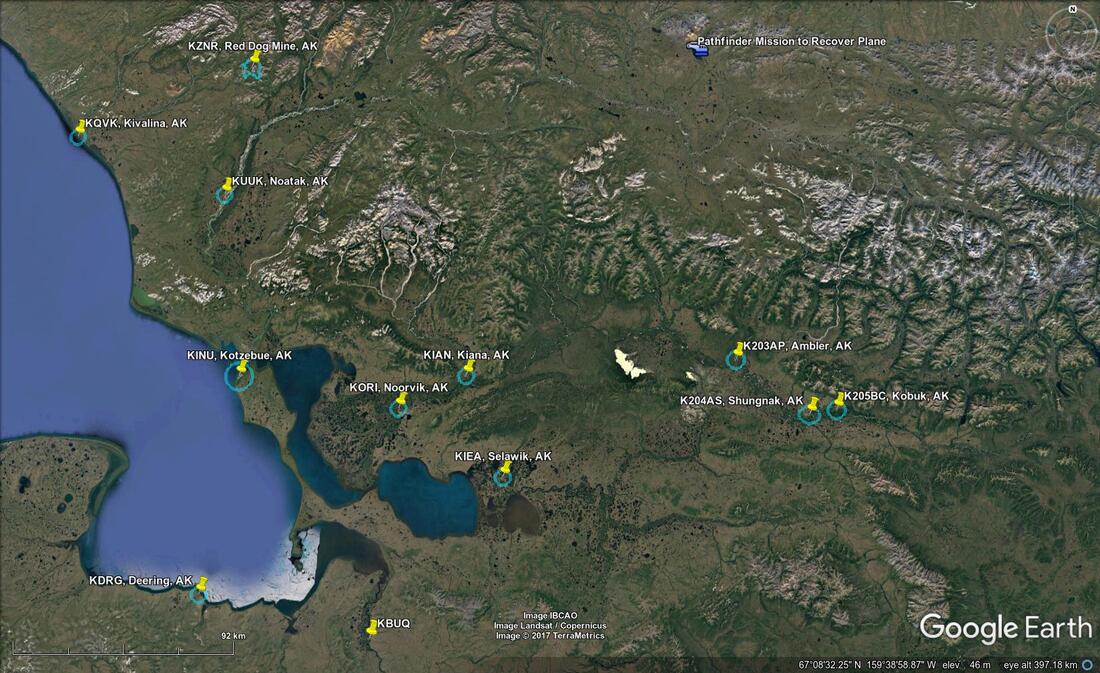 N
KZNR, Red Dog Mine, AK
Pathfinder Mission to Recover Plane
KQVK, Kivalina, AK
KUUK, Noatak, AK
KINU, Kotzebue, AK
KIAN, Kiana, AK
K203AP, Ambler, AK
KORI, Noorvik, AK
K204AS, Shungnak, AK
K205BC, Kobuk, AK
KIEA, Selawik, AK
KDRG, Deering, AK
KBUQ
92 km
Image IBCAO
Image Landsat / Copernicus
Image © 2017 TerraMetrics
Google Earth
67°08'32.25" N 159°38'58.87" W elev 46 m eye alt 397.18 km